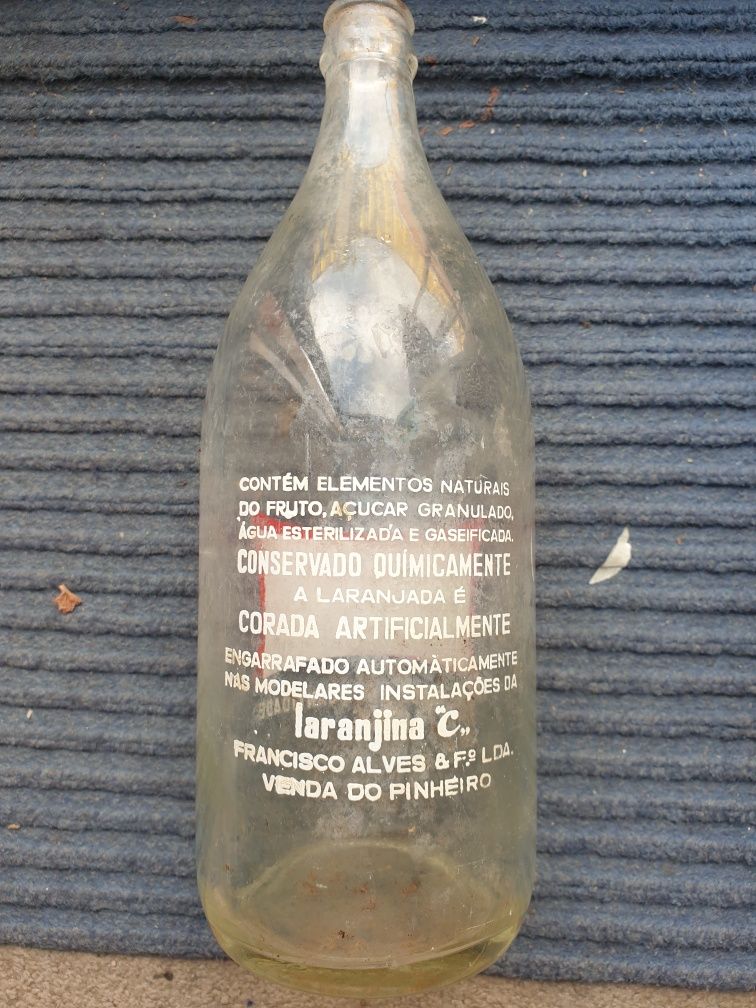 CONTÉM ELEMENTOS NATURAIS
DO FRUTO, AÇUCAR GRANULADO,
ÁGUA ESTERILIZADA E GASEIFICADA.
CONSERVADO QUÍMICAMENTE
A LARANJADA É
CORADA ARTIFICIALMENTE
ENGARRAFADO AUTOMÀTICAMENTE
NAS MODELARES INSTALAÇÕES DA
laranjina "C"
FRANCISCO ALVES & Fº LDA.
VENDA DO PINHEIRO